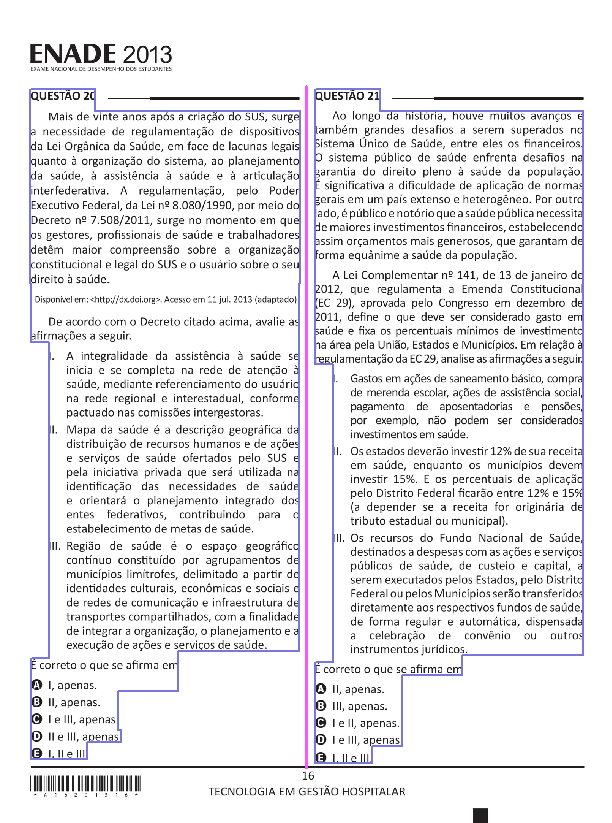 ENADE 2013
EXAME NACIONAL DE DESEMPENHO DOS ESTUDANTES
QUESTÃO 20
Mais de vinte anos após a criação do SUS, surge
a necessidade de regulamentação de dispositivos
da Lei Orgânica da Saúde, em face de lacunas legais
quanto à organização do sistema, ao planejamento
da saúde, à assistência à saúde e à articulação
interfederativa. A regulamentação, pelo Poder
Executivo Federal, da Lei nº 8.080/1990, por meio do
Decreto nº 7.508/2011, surge no momento em que
os gestores, profissionais de saúde e trabalhadores
detêm maior compreensão sobre a organização
constitucional e legal do SUS e o usuário sobre o seu
direito à saúde.
Disponível em: <http://dx.doi.org>. Acesso em 11 jul. 2013 (adaptado)
De acordo com o Decreto citado acima, avalie as
afirmações a seguir.
I. A integralidade da assistência à saúde se
inicia e se completa na rede de atenção à
saúde, mediante referenciamento do usuário
na rede regional e interestadual, conforme
pactuado nas comissões intergestoras.
II. Mapa da saúde é a descrição geográfica da
distribuição de recursos humanos e de ações
e serviços de saúde ofertados pelo SUS e
pela iniciativa privada que será utilizada na
identificação das necessidades de saúde
e orientará o planejamento integrado dos
entes federativos, contribuindo para o
estabelecimento de metas de saúde.
III. Região de saúde é o espaço geográfico
contínuo constituído por agrupamentos de
municípios limítrofes, delimitado a partir de
identidades culturais, econômicas e sociais e
de redes de comunicação e infraestrutura de
transportes compartilhados, com a finalidade
de integrar a organização, o planejamento e a
execução de ações e serviços de saúde.
É correto o que se afirma em
A I, apenas.
B II, apenas.
C I e III, apenas
D II e III, apenas
E I, II e III
QUESTÃO 21
Ao longo da história, houve muitos avanços e
também grandes desafios a serem superados no
Sistema Único de Saúde, entre eles os financeiros.
O sistema público de saúde enfrenta desafios na
garantia do direito pleno à saúde da população.
É significativa a dificuldade de aplicação de normas
gerais em um país extenso e heterogêneo. Por outro
lado, é público e notório que a saúde pública necessita
de maiores investimentos financeiros, estabelecendo
assim orçamentos mais generosos, que garantam de
forma equânime a saúde da população.
A Lei Complementar nº 141, de 13 de janeiro de
2012, que regulamenta a Emenda Constitucional
(EC 29), aprovada pelo Congresso em dezembro de
2011, define o que deve ser considerado gasto em
saúde e fixa os percentuais mínimos de investimento
na área pela União, Estados e Municípios. Em relação à
regulamentação da EC 29, analise as afirmações a seguir.
I. Gastos em ações de saneamento básico, compra
de merenda escolar, ações de assistência social,
pagamento de aposentadorias e pensões,
por exemplo, não podem ser considerados
investimentos em saúde.
II. Os estados deverão investir 12% de sua receita
em saúde, enquanto os municípios devem
investir 15%. E os percentuais de aplicação
pelo Distrito Federal ficarão entre 12% e 15%
(a depender se a receita for originária de
tributo estadual ou municipal).
III. Os recursos do Fundo Nacional de Saúde,
destinados a despesas com as ações e serviços
públicos de saúde, de custeio e capital, a
serem executados pelos Estados, pelo Distrito
Federal ou pelos Municípios serão transferidos
diretamente aos respectivos fundos de saúde,
de forma regular e automática, dispensada
a celebração de convênio ou outros
instrumentos jurídicos.
É correto o que se afirma em
A II, apenas.
B III, apenas.
C I e II, apenas.
D I e III, apenas
E I, II e III
16
TECNOLOGIA EM GESTÃO HOSPITALAR
*A1520131 6*